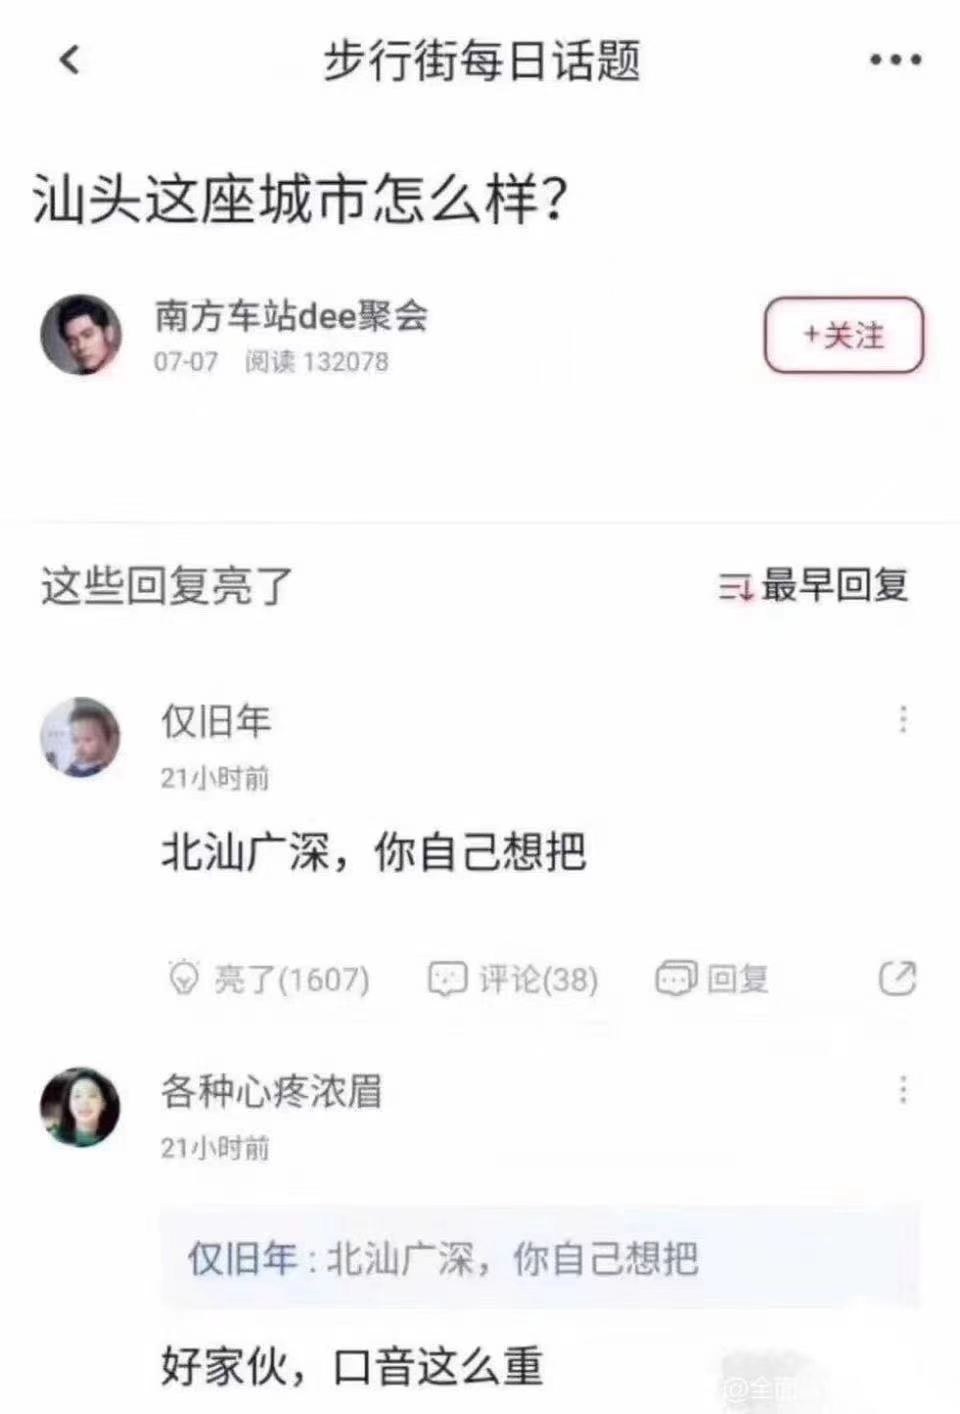 步行街每日话题
汕头这座城市怎么样?
南方车站dee聚会
07-07 阅读 132078
+关注
这些回复亮了
最早回复
仅旧年
21小时前
北汕广深，你自己想把
亮了(1607) 评论(38) 回复
各种心疼浓眉
21小时前
仅旧年 : 北汕广深，你自己想把
好家伙，口音这么重
@全面